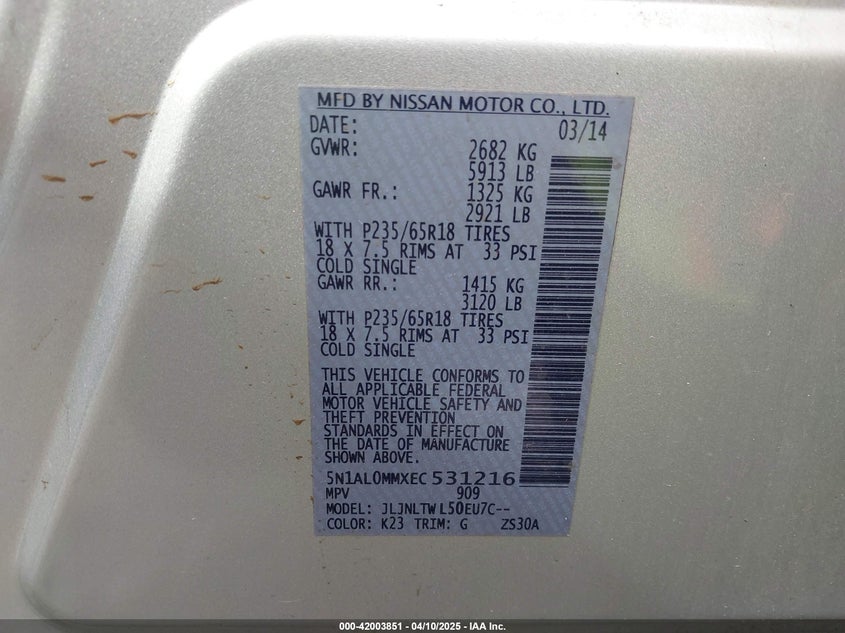 MFD BY NISSAN MOTOR CO., LTD.
DATE: 03/14
GVWR: 2682 KG
5913 LB
GAWR FR.: 1325 KG
2921 LB
WITH P235/65R18 TIRES
18 X 7.5 RIMS AT 33 PSI
COLD SINGLE
GAWR RR.: 1415 KG
3120 LB
WITH P235/65R18 TIRES
18 X 7.5 RIMS AT 33 PSI
COLD SINGLE
THIS VEHICLE CONFORMS TO
ALL APPLICABLE FEDERAL
MOTOR VEHICLE SAFETY AND
THEFT PREVENTION
STANDARDS IN EFFECT ON
THE DATE OF MANUFACTURE
SHOWN ABOVE.
5N1AL0MMXEC531216
MPV 909
MODEL: JLJNLTWL50EU7C--
COLOR: K23 TRIM: G ZS30A
000-42003851 - 04/10/2025 - IAA Inc.